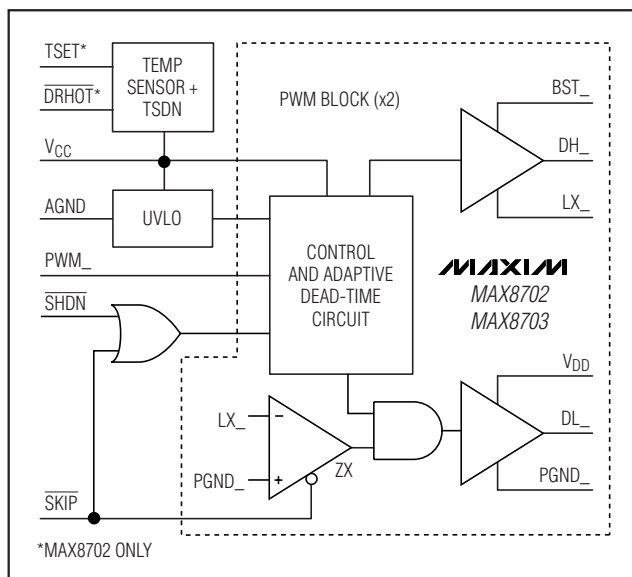 TSET*
DRHOT*
TEMP
SENSOR +
TSDN
PWM BLOCK (x2)
BST_
DH_
LX_
VCC
AGND
UVLO
PWM_
SHDN
CONTROL
AND ADAPTIVE
DEAD-TIME
CIRCUIT
MAXIM
MAX8702
MAX8703
VDD
DL_
PGND_
LX_
−
PGND_
+
ZX
SKIP
*MAX8702 ONLY